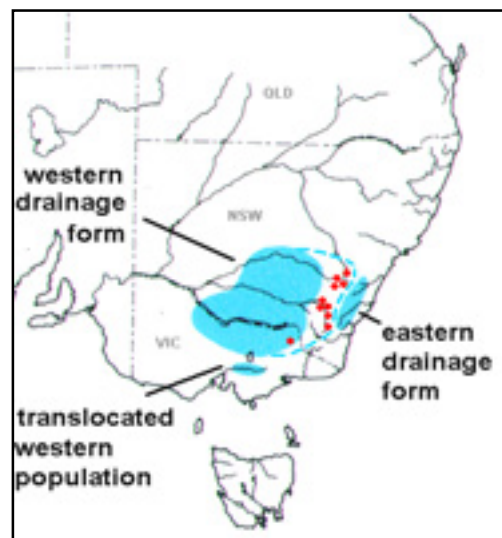 QLD
western
drainage
form
NSW
VIC
eastern
drainage
form
translocated
western
population